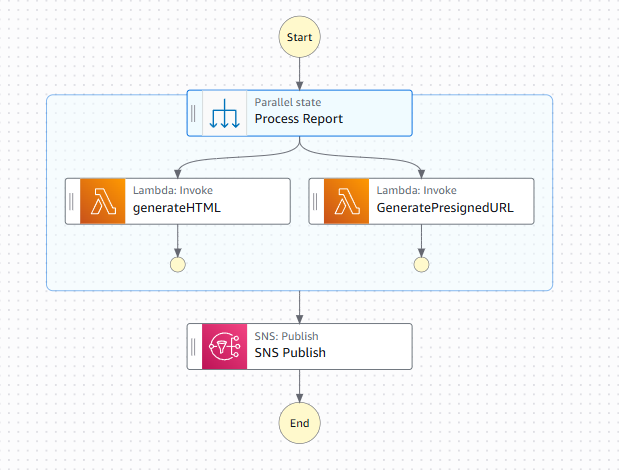 Start
Parallel state
Process Report
Lambda: Invoke
generateHTML
Lambda: Invoke
GeneratePresignedURL
SNS: Publish
SNS Publish
End